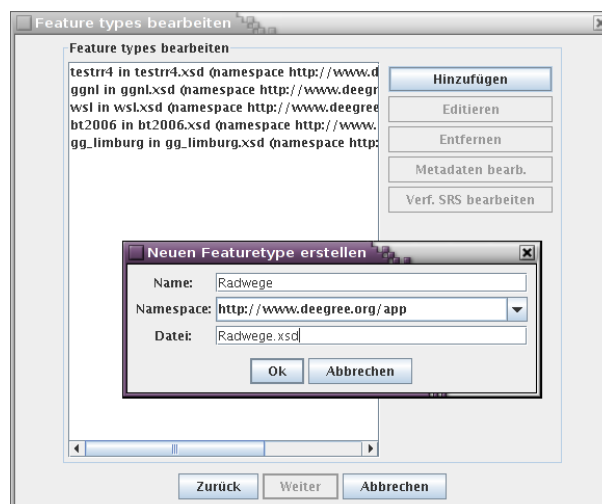 Feature types bearbeiten
Feature types bearbeiten
testrr4 in testrr4.xsd (namespace http://www.d
ggnl in ggnl.xsd (namespace http://www.deegr
wsl in wsl.xsd (namespace http://www.deegree
bt2006 in bt2006.xsd (namespace http://www.
gg_limburg in gg_limburg.xsd (namespace http:
Hinzufügen
Editieren
Entfernen
Metadaten bearb.
Verf. SRS bearbeiten
Neuen Featuretype erstellen
Name: Radwege
Namespace: http://www.deegree.org/app
Datei: Radwege.xsd
Ok Abbrechen
Zurück Weiter Abbrechen